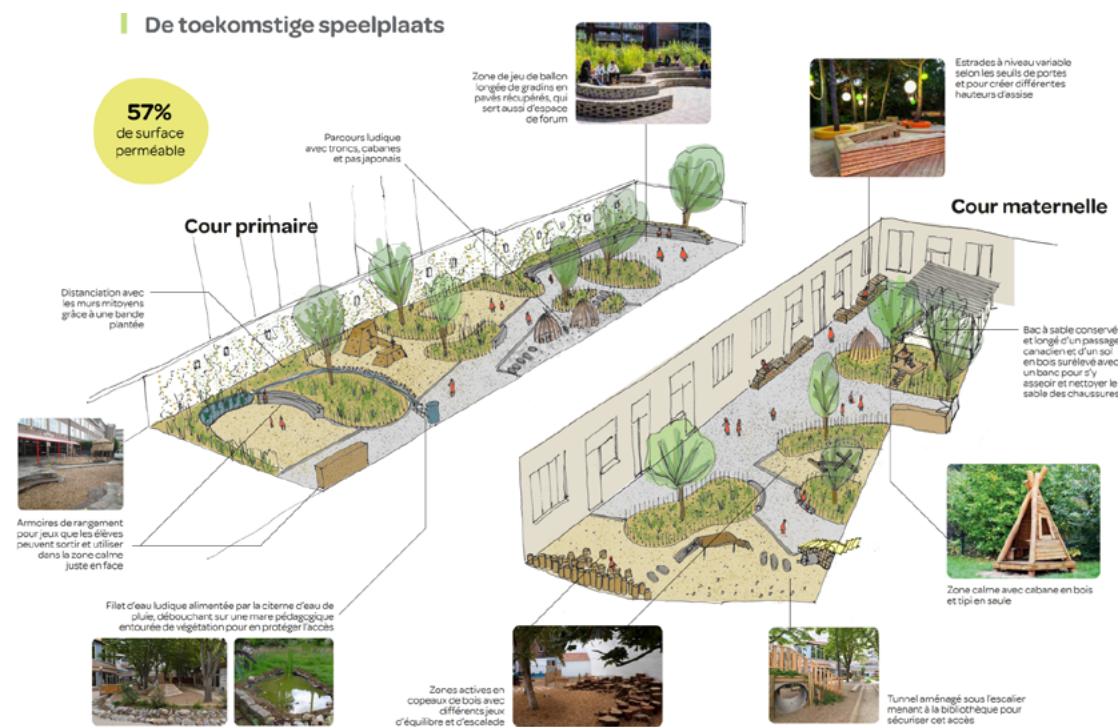 De toekomstige speelplaats
57%
de surface
perméable
Zone de jeu de ballon
longée de gradins en
pavés récupérés, qui
sert aussi d'espace
de forum
Estrades à niveau variable
selon les seuils de portes
et pour créer différentes
hauteurs d'assise
Parcours ludique
avec troncs, cabanes
et pas japonais
Cour primaire
Cour maternelle
Distanciation avec
les murs mitoyens
grâce à une bande
plantée
Bac à sable conservé
et longé d'un passage
canadien et d'un sol
en bois surélevé avec
un banc pour s'y
asseoir et nettoyer le
sable des chaussures
Armoires de rangement
pour jeux que les élèves
peuvent sortir et utiliser
dans la zone calme
juste en face
Zone calme avec cabane en bois
et tipi en saule
Filet d'eau ludique alimentée par la citerne d'eau de
pluie, débouchant sur une mare pédagogique
entourée de végétation pour en protéger l'accès
Zones actives en
copeaux de bois avec
différents jeux
d'équilibre et d'escalade
Tunnel aménagé sous l'escalier
menant à la bibliothèque pour
sécuriser cet accès